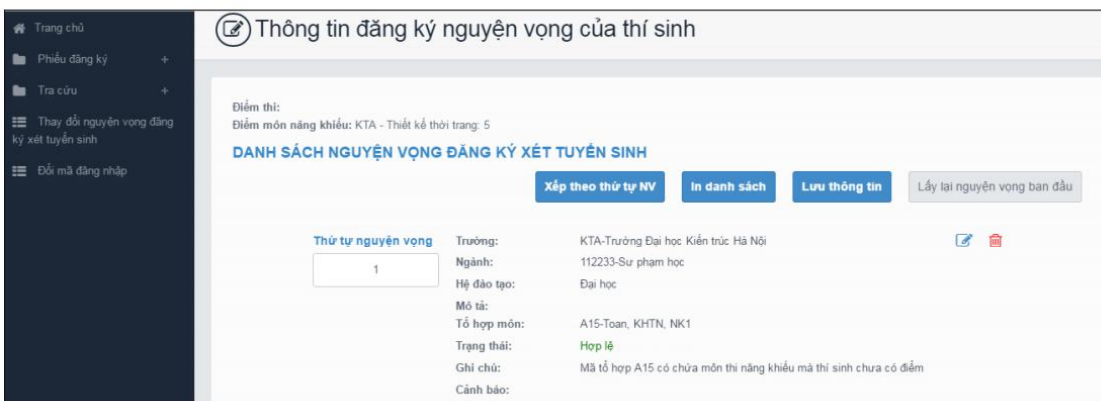 Trang chủ
Phiếu đăng ký +
Tra cứu +
Thay đổi nguyện vọng đăng
ký xét tuyển sinh
Đổi mã đăng nhập
Thông tin đăng ký nguyện vọng của thí sinh
Điểm thi:
Điểm môn năng khiếu: KTA - Thiết kế thời trang: 5
DANH SÁCH NGUYỆN VỌNG ĐĂNG KÝ XÉT TUYỂN SINH
Xếp theo thứ tự NV In danh sách Lưu thông tin Lấy lại nguyện vọng ban đầu
Thứ tự nguyện vọng
1
Trường: KTA-Trường Đại học Kiến trúc Hà Nội
Ngành: 112233-Sư phạm học
Hệ đào tạo: Đại học
Mô tả:
Tổ hợp môn: A15-Toan, KHTN, NK1
Trạng thái: Hợp lệ
Ghi chú: Mã tổ hợp A15 có chứa môn thi năng khiếu mà thí sinh chưa có điểm
Cảnh báo: